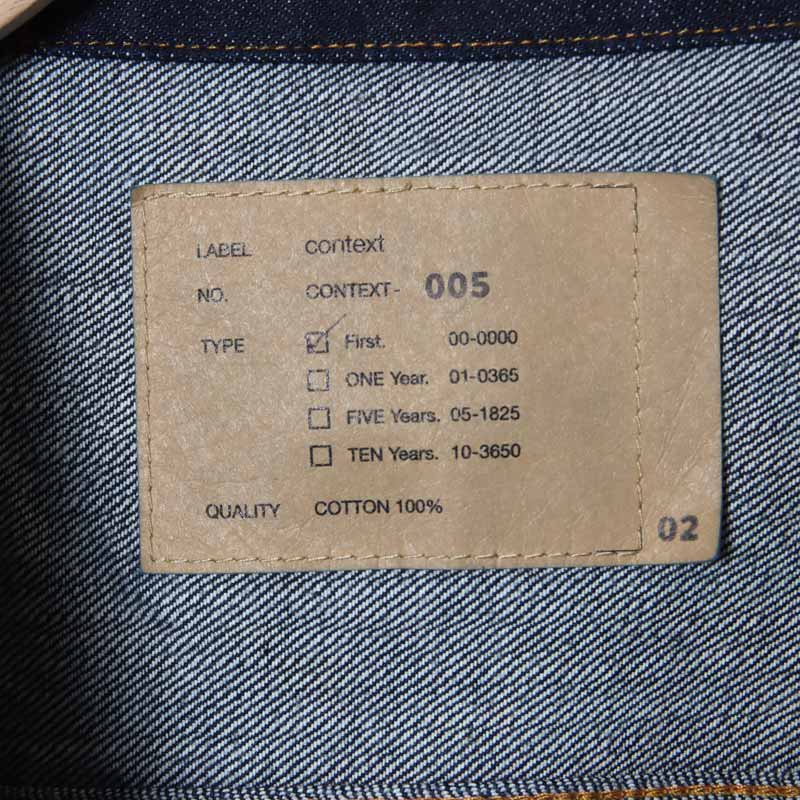 LABEL context
NO. CONTEXT- 005
TYPE First. 00-0000
ONE Year. 01-0365
FIVE Years. 05-1825
TEN Years. 10-3650
QUALITY COTTON 100%
02